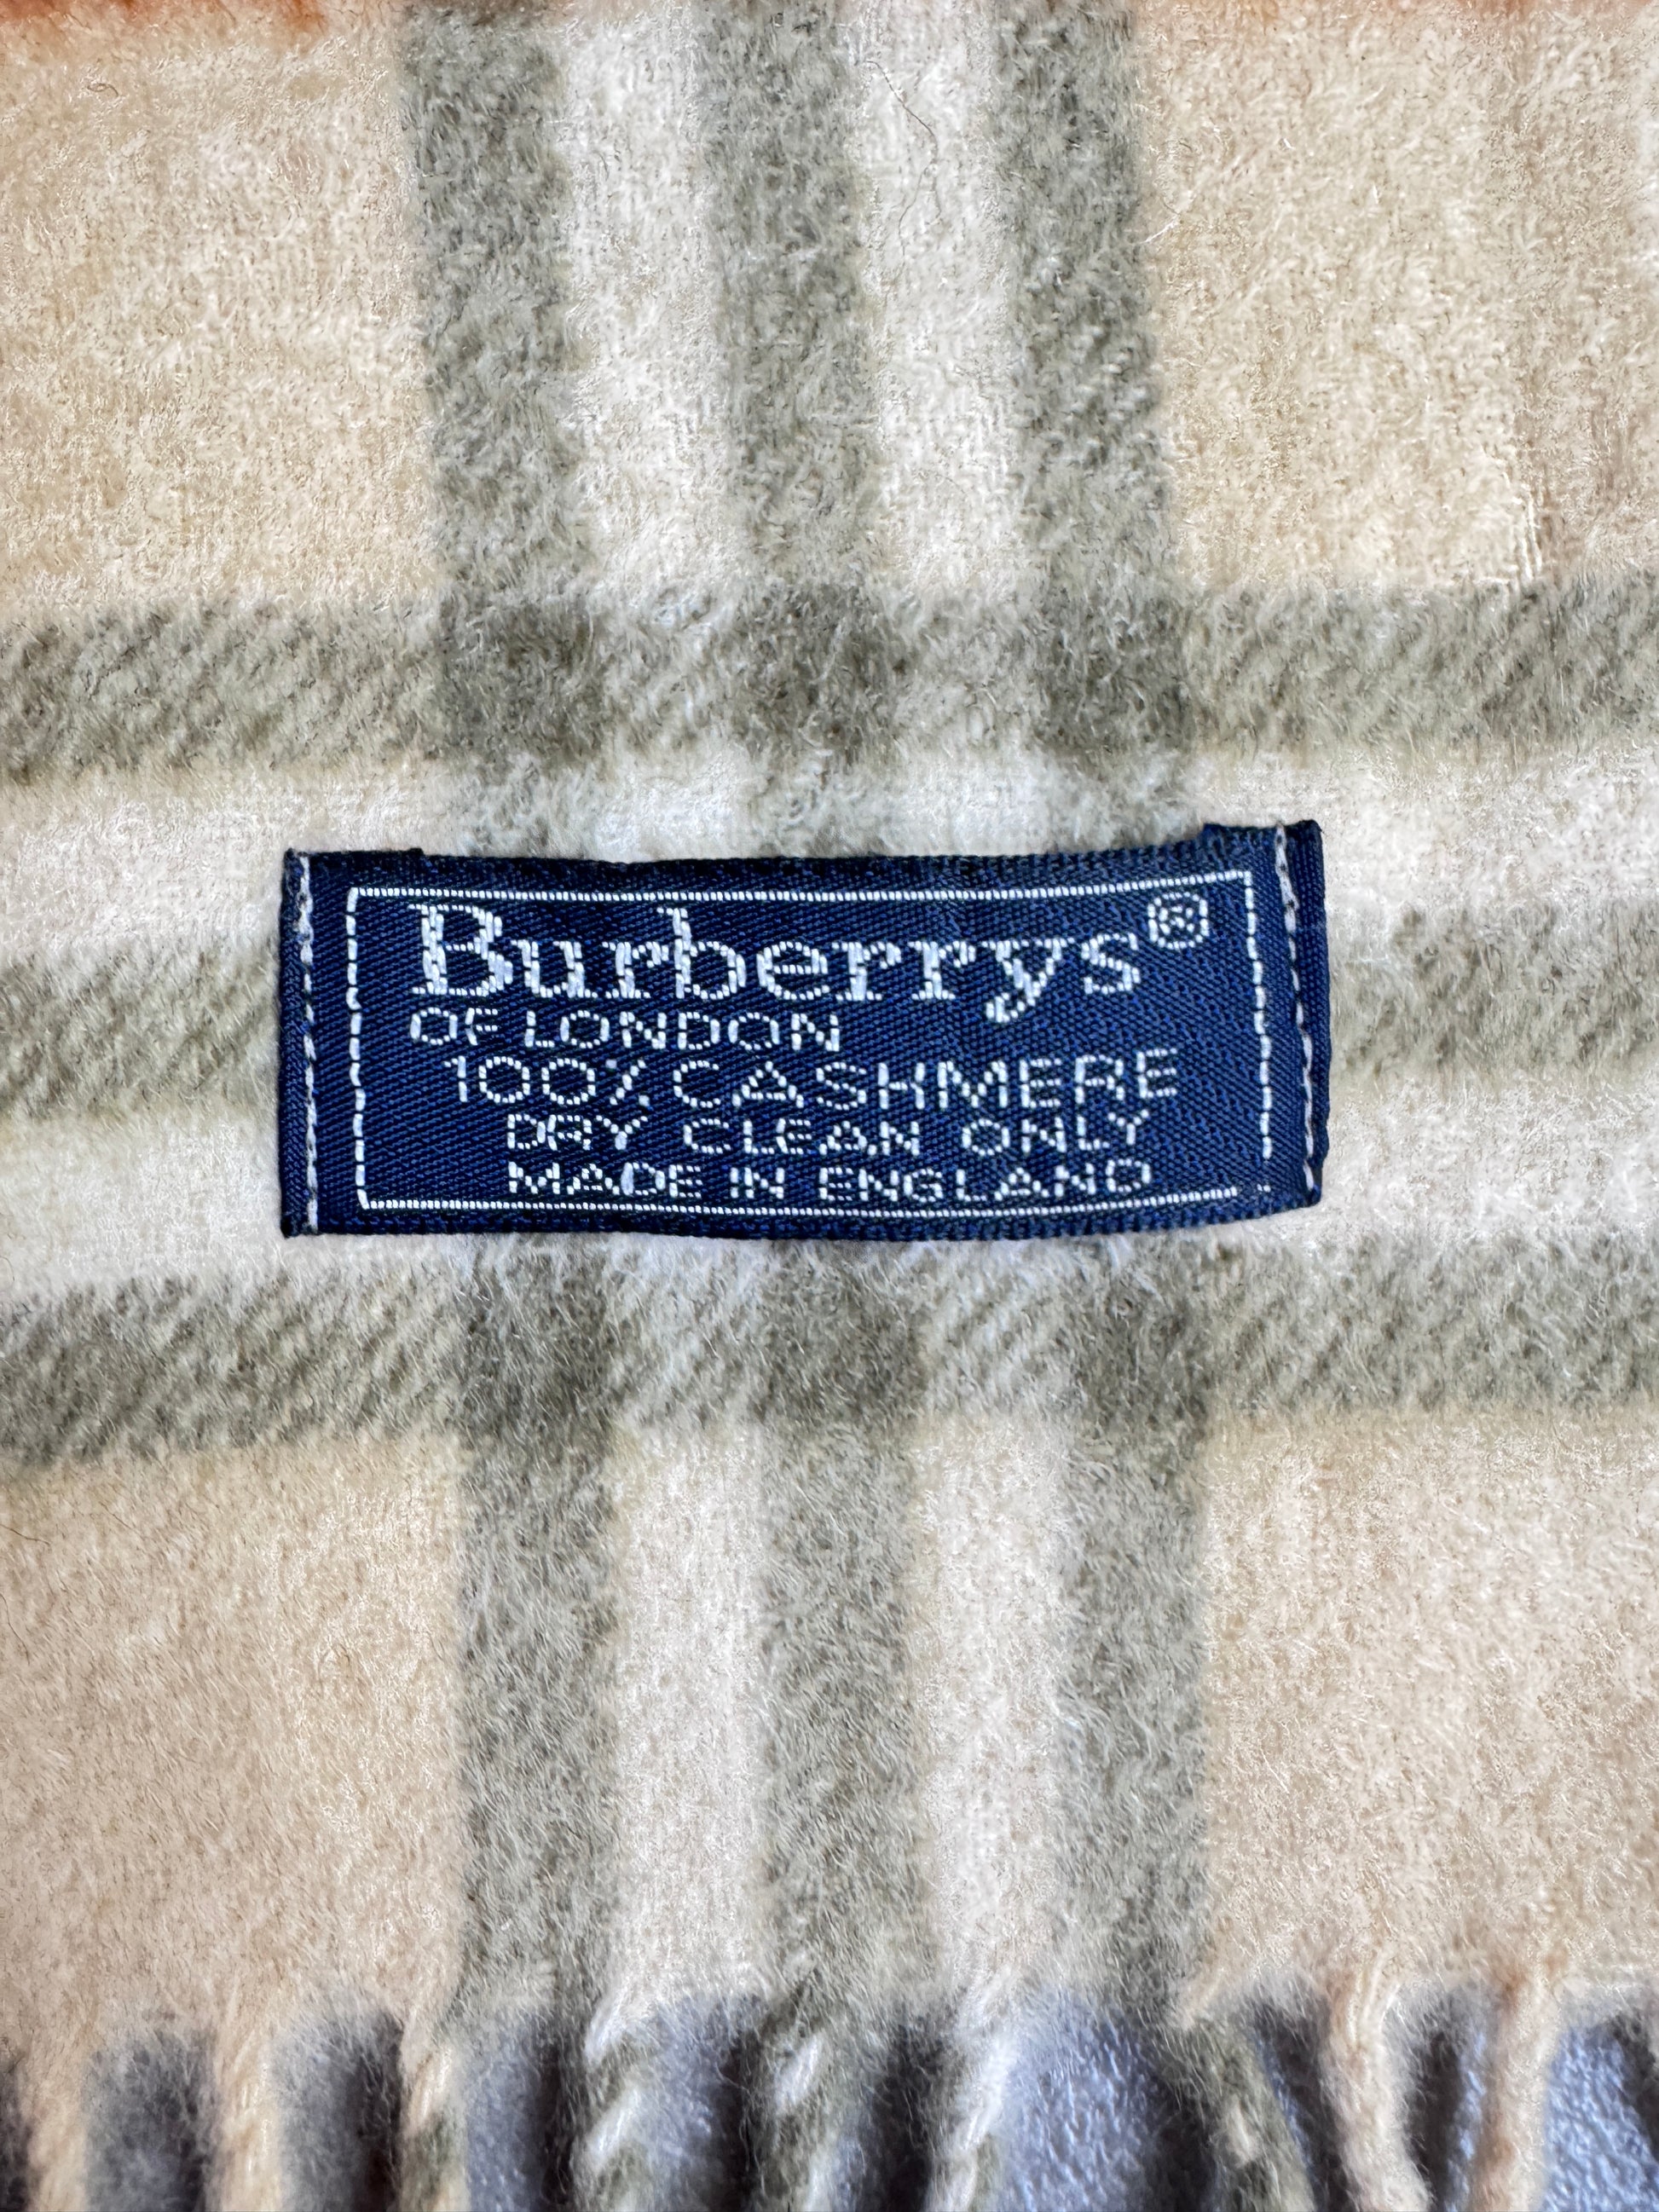 Burberrys®
OF LONDON
100% CASHMERE
DRY CLEAN ONLY
MADE IN ENGLAND